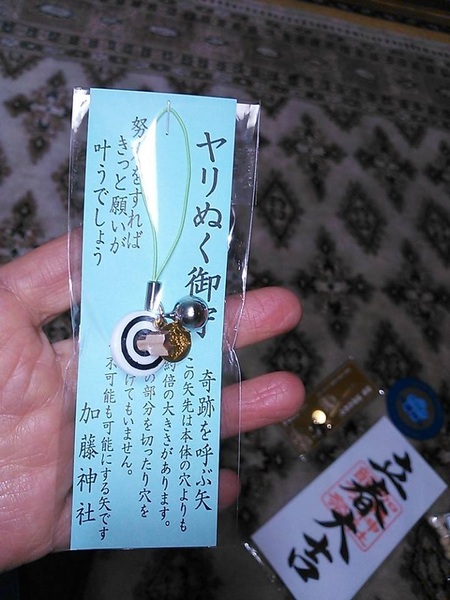 ヤリぬく御守
努力をすれば
きっと願いが
叶うでしょう
奇跡を呼ぶ矢
この矢先は本体の穴よりも
倍の大きさがあります。
の部分を切ったり穴を
けてもいません。
不可能も可能にする矢です
加藤神社
立春大吉